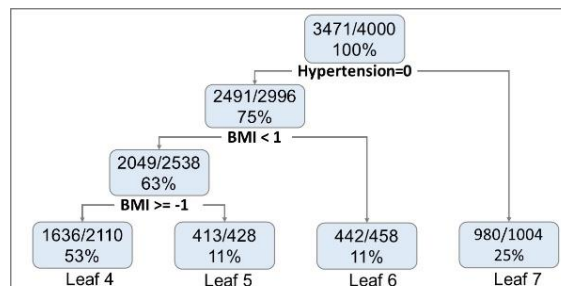 3471/4000
100%
Hypertension=0
2491/2996
75%
BMI < 1
2049/2538
63%
BMI >= -1
1636/2110
53%
Leaf 4
413/428
11%
Leaf 5
442/458
11%
Leaf 6
980/1004
25%
Leaf 7